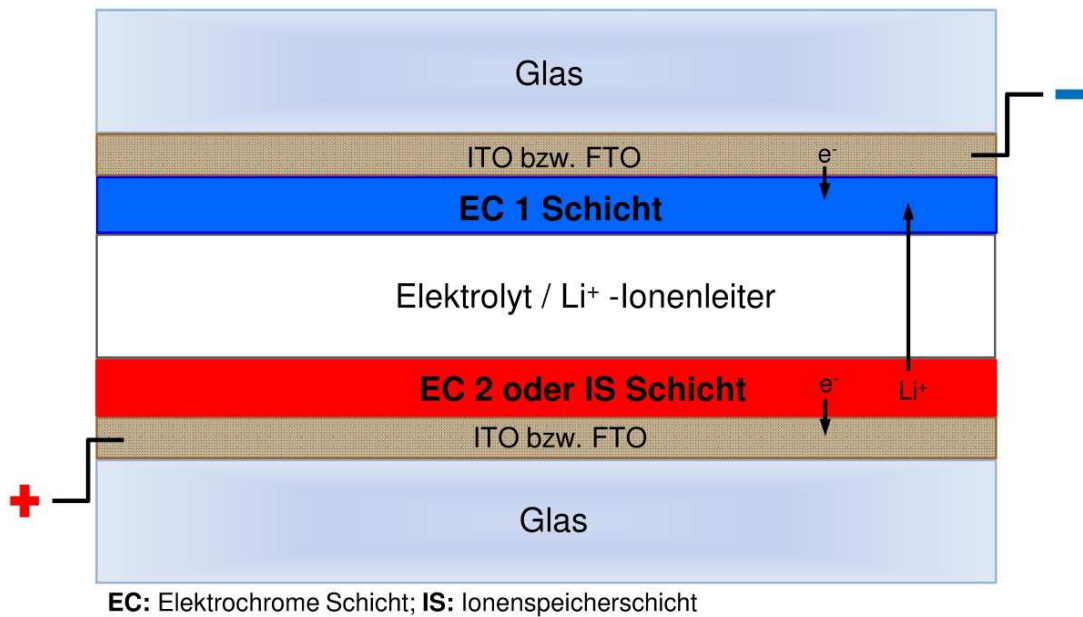 Glas
ITO bzw. FTO
e-
EC 1 Schicht
Elektrolyt / Li+ -Ionenleiter
EC 2 oder IS Schicht
e-
Li+
ITO bzw. FTO
Glas
EC: Elektrochrome Schicht; IS: Ionenspeicherschicht